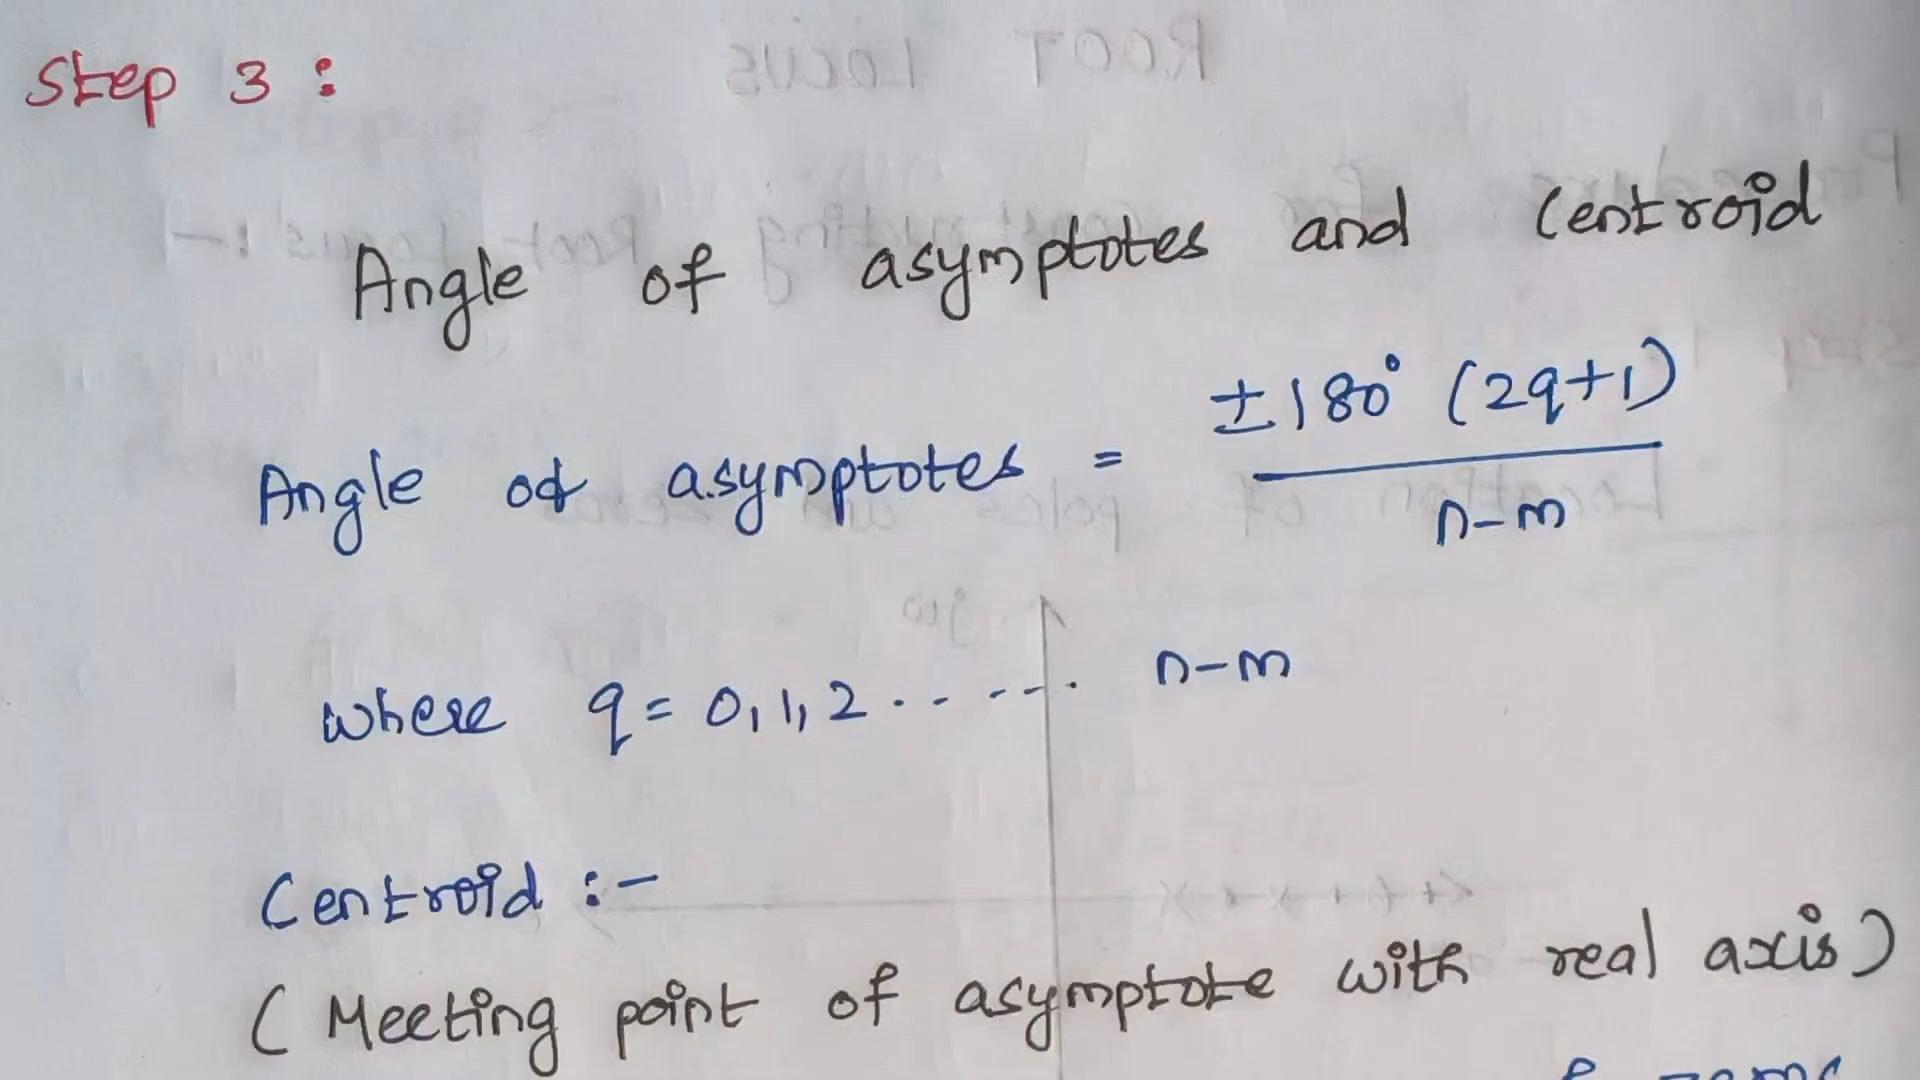 Step 3 :
Angle of asymptotes and Centroid
Angle of asymptotes = ±180° (2q+1) / n-m
where q = 0, 1, 2 ------- n-m
Centroid :-
( Meeting point of asymptote with real axis )